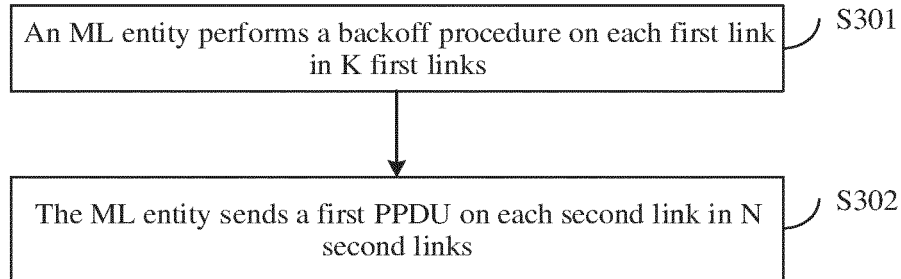 An ML entity performs a backoff procedure on each first link
in K first links
S301
The ML entity sends a first PPDU on each second link in N
second links
S302